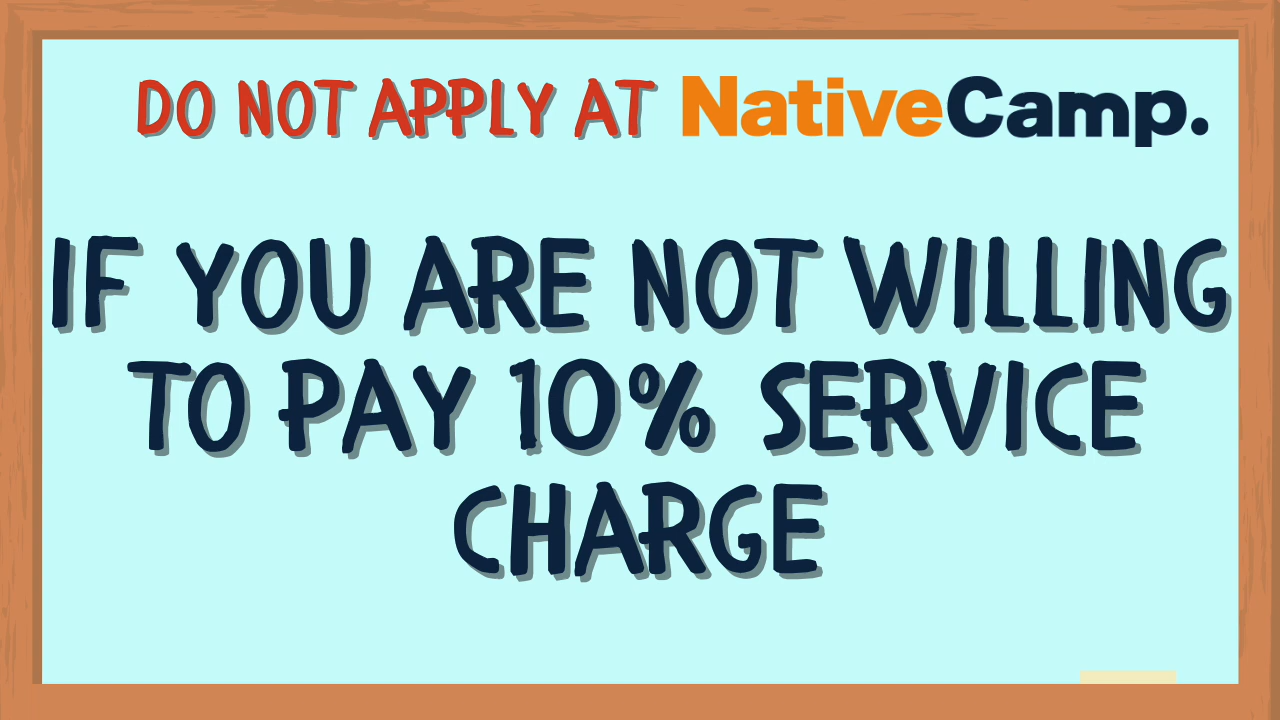 DO NOT APPLY AT NativeCamp.
IF YOU ARE NOT WILLING
TO PAY 10% SERVICE
CHARGE